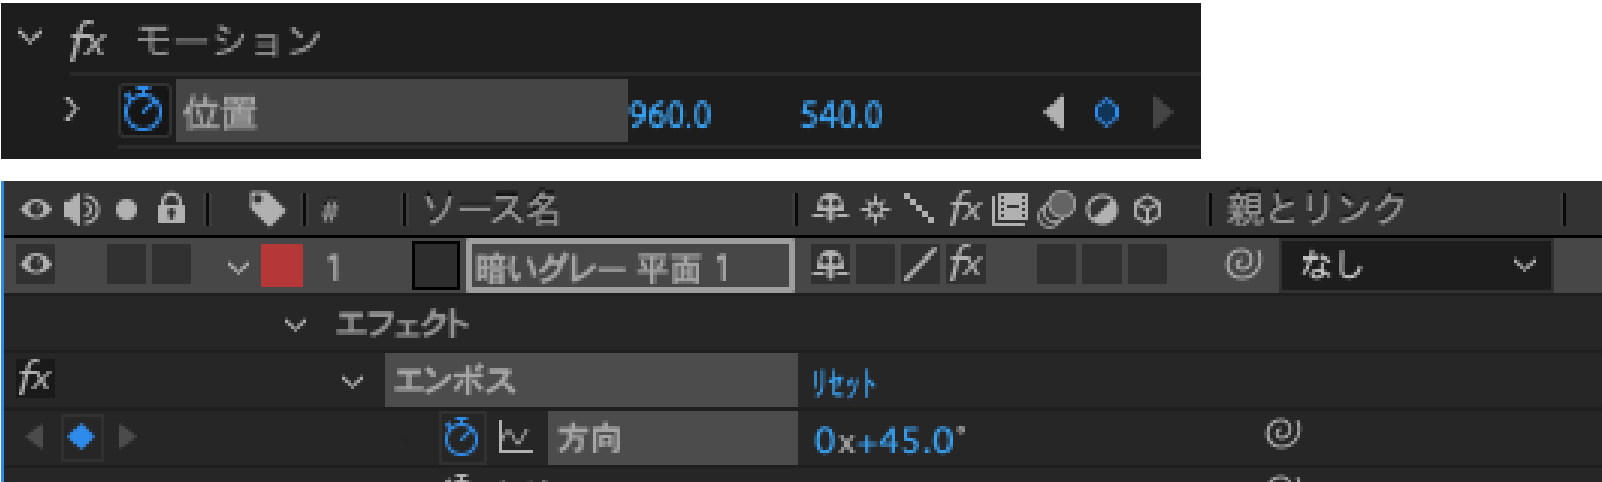 fx モーション
位置 960.0 540.0
# ソース名 fx 親とリンク
1 暗いグレー 平面 1 fx なし
エフェクト
fx エンボス リセット
方向 0x+45.0°